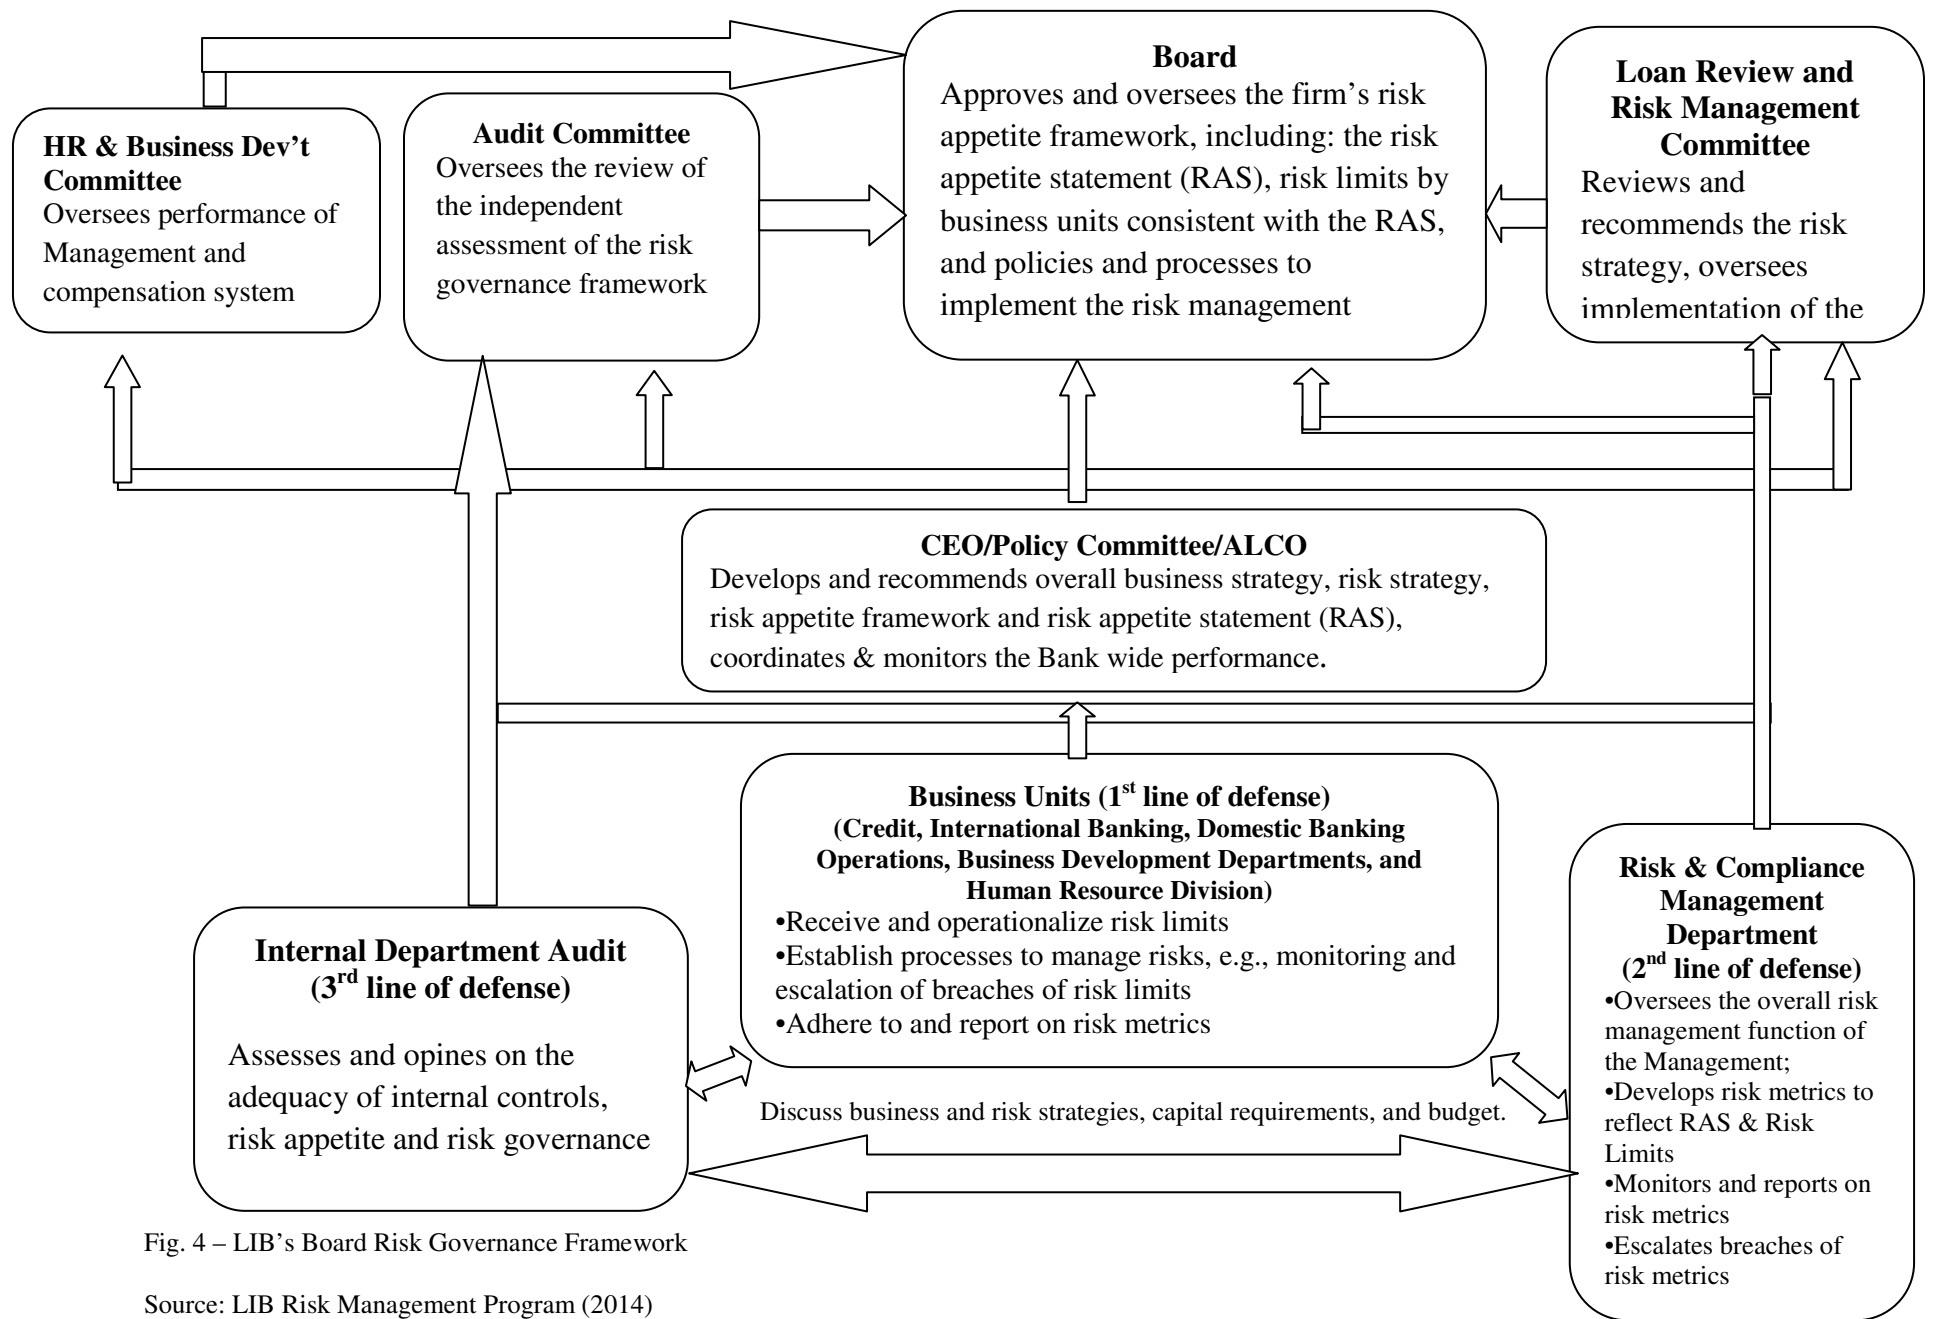 HR & Business Dev't
Committee
Oversees performance of
Management and
compensation system
Audit Committee
Oversees the review of
the independent
assessment of the risk
governance framework
Board
Approves and oversees the firm's risk
appetite framework, including: the risk
appetite statement (RAS), risk limits by
business units consistent with the RAS,
and policies and processes to
implement the risk management
Loan Review and
Risk Management
Committee
Reviews and
recommends the risk
strategy, oversees
implementation of the
CEO/Policy Committee/ALCO
Develops and recommends overall business strategy, risk strategy,
risk appetite framework and risk appetite statement (RAS),
coordinates & monitors the Bank wide performance.
Business Units (1st line of defense)
(Credit, International Banking, Domestic Banking
Operations, Business Development Departments, and
Human Resource Division)
•Receive and operationalize risk limits
•Establish processes to manage risks, e.g., monitoring and
escalation of breaches of risk limits
•Adhere to and report on risk metrics
Internal Department Audit
(3rd line of defense)
Assesses and opines on the
adequacy of internal controls,
risk appetite and risk governance
Risk & Compliance
Management
Department
(2nd line of defense)
•Oversees the overall risk
management function of
the Management;
•Develops risk metrics to
reflect RAS & Risk
Limits
•Monitors and reports on
risk metrics
•Escalates breaches of
risk metrics
Discuss business and risk strategies, capital requirements, and budget.
Fig. 4 – LIB's Board Risk Governance Framework
Source: LIB Risk Management Program (2014)